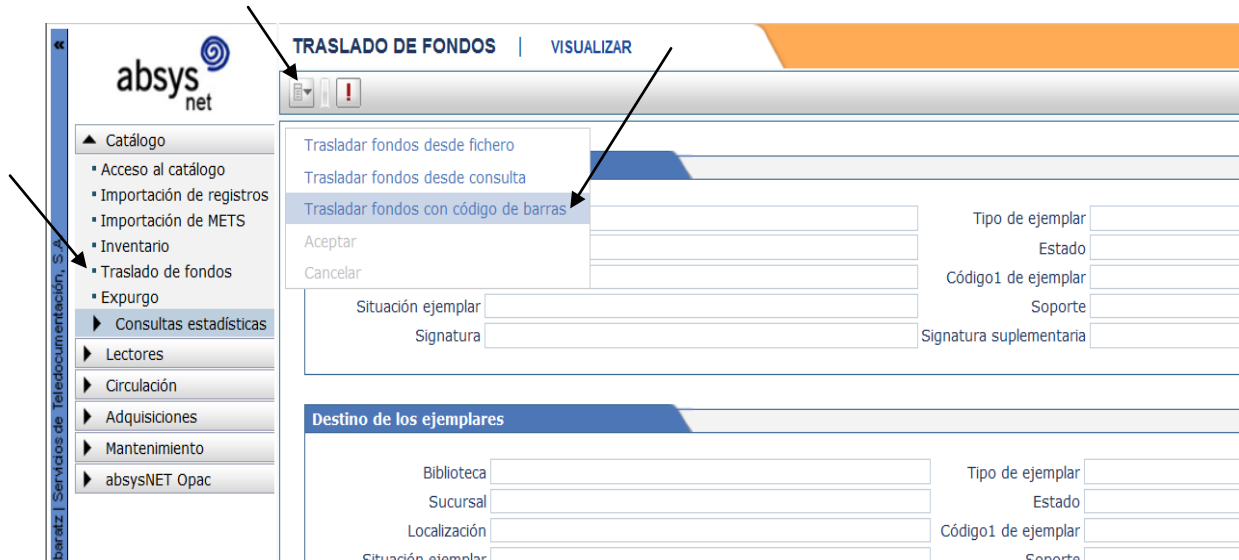 «
absys
net
TRASLADO DE FONDOS | VISUALIZAR
!
Catálogo
Acceso al catálogo
Importación de registros
Importación de METS
Inventario
Traslado de fondos
Expurgo
Consultas estadísticas
Lectores
Circulación
Adquisiciones
Mantenimiento
absysNET Opac
baratz | Servicios de Teledocumentación, S.A.
Trasladar fondos desde fichero
Trasladar fondos desde consulta
Trasladar fondos con código de barras
Aceptar
Cancelar
Tipo de ejemplar
Estado
Código1 de ejemplar
Situación ejemplar Soporte
Signatura Signatura suplementaria
Destino de los ejemplares
Biblioteca Tipo de ejemplar
Sucursal Estado
Localización Código1 de ejemplar
Situación ejemplar Soporte